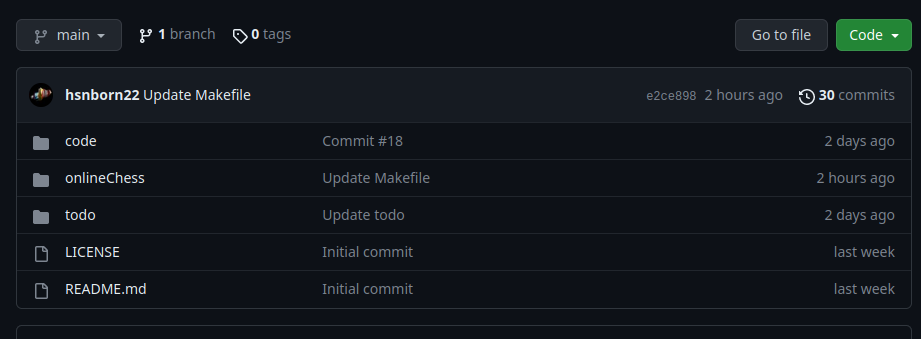 main 1 branch 0 tags Go to file Code
hsnborn22 Update Makefile e2ce898 2 hours ago 30 commits
code Commit #18 2 days ago
onlineChess Update Makefile 2 hours ago
todo Update todo 2 days ago
LICENSE Initial commit last week
README.md Initial commit last week